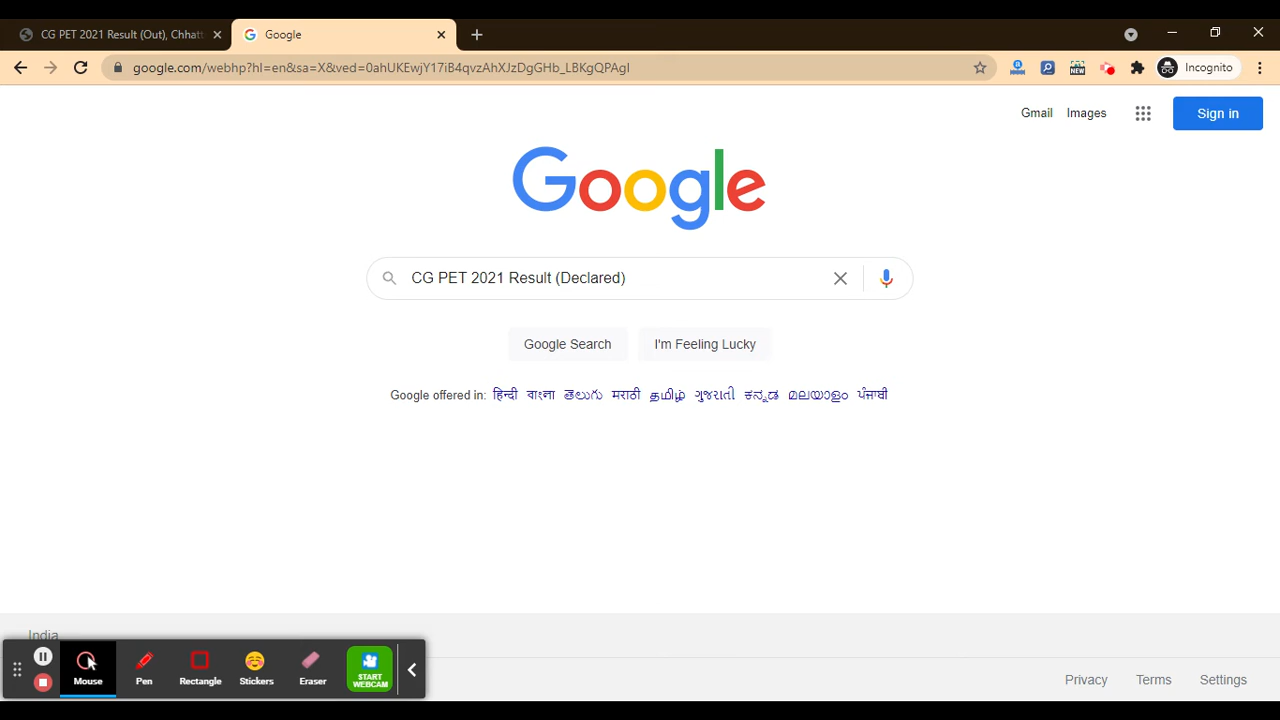 CG PET 2021 Result (Out), Chhat
Google
google.com/webhp?hl=en&sa=X&ved=0ahUKEwjY17iB4qvzAhXJzDgGHb_LBKgQPAgI
NEW
Incognito
Gmail
Images
Sign in
Google
CG PET 2021 Result (Declared)
Google Search
I'm Feeling Lucky
Google offered in: हिन्दी বাংলা తెలుగు मराठी தமிழ் ગુજરાતી ಕನ್ನಡ മലയാളം ਪੰਜਾਬੀ
India
Mouse
Pen
Rectangle
Stickers
Eraser
START
WEBCAM
Privacy
Terms
Settings